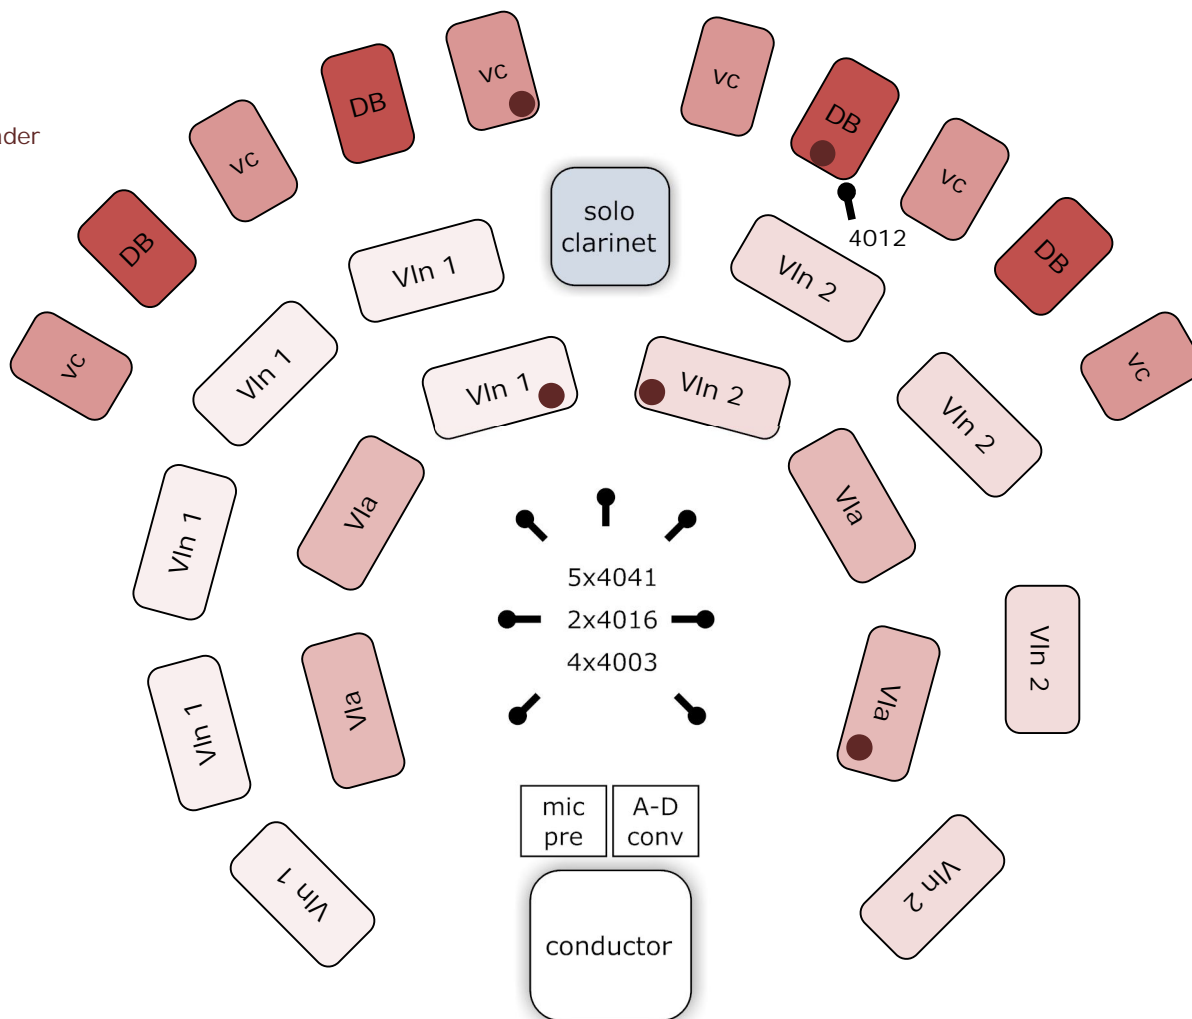 vc
vc
DB
DB
ader
vc
vc
solo
clarinet
4012
DB
DB
Vln 1
Vln 2
vc
vc
Vln 1
Vln 1
Vln 2
Vln 2
Vla
Vla
Vln 1
5x4041
2x4016
4x4003
Vln 2
Vla
Vla
Vln 1
mic
pre
A-D
conv
Vln 1
Vln 2
conductor